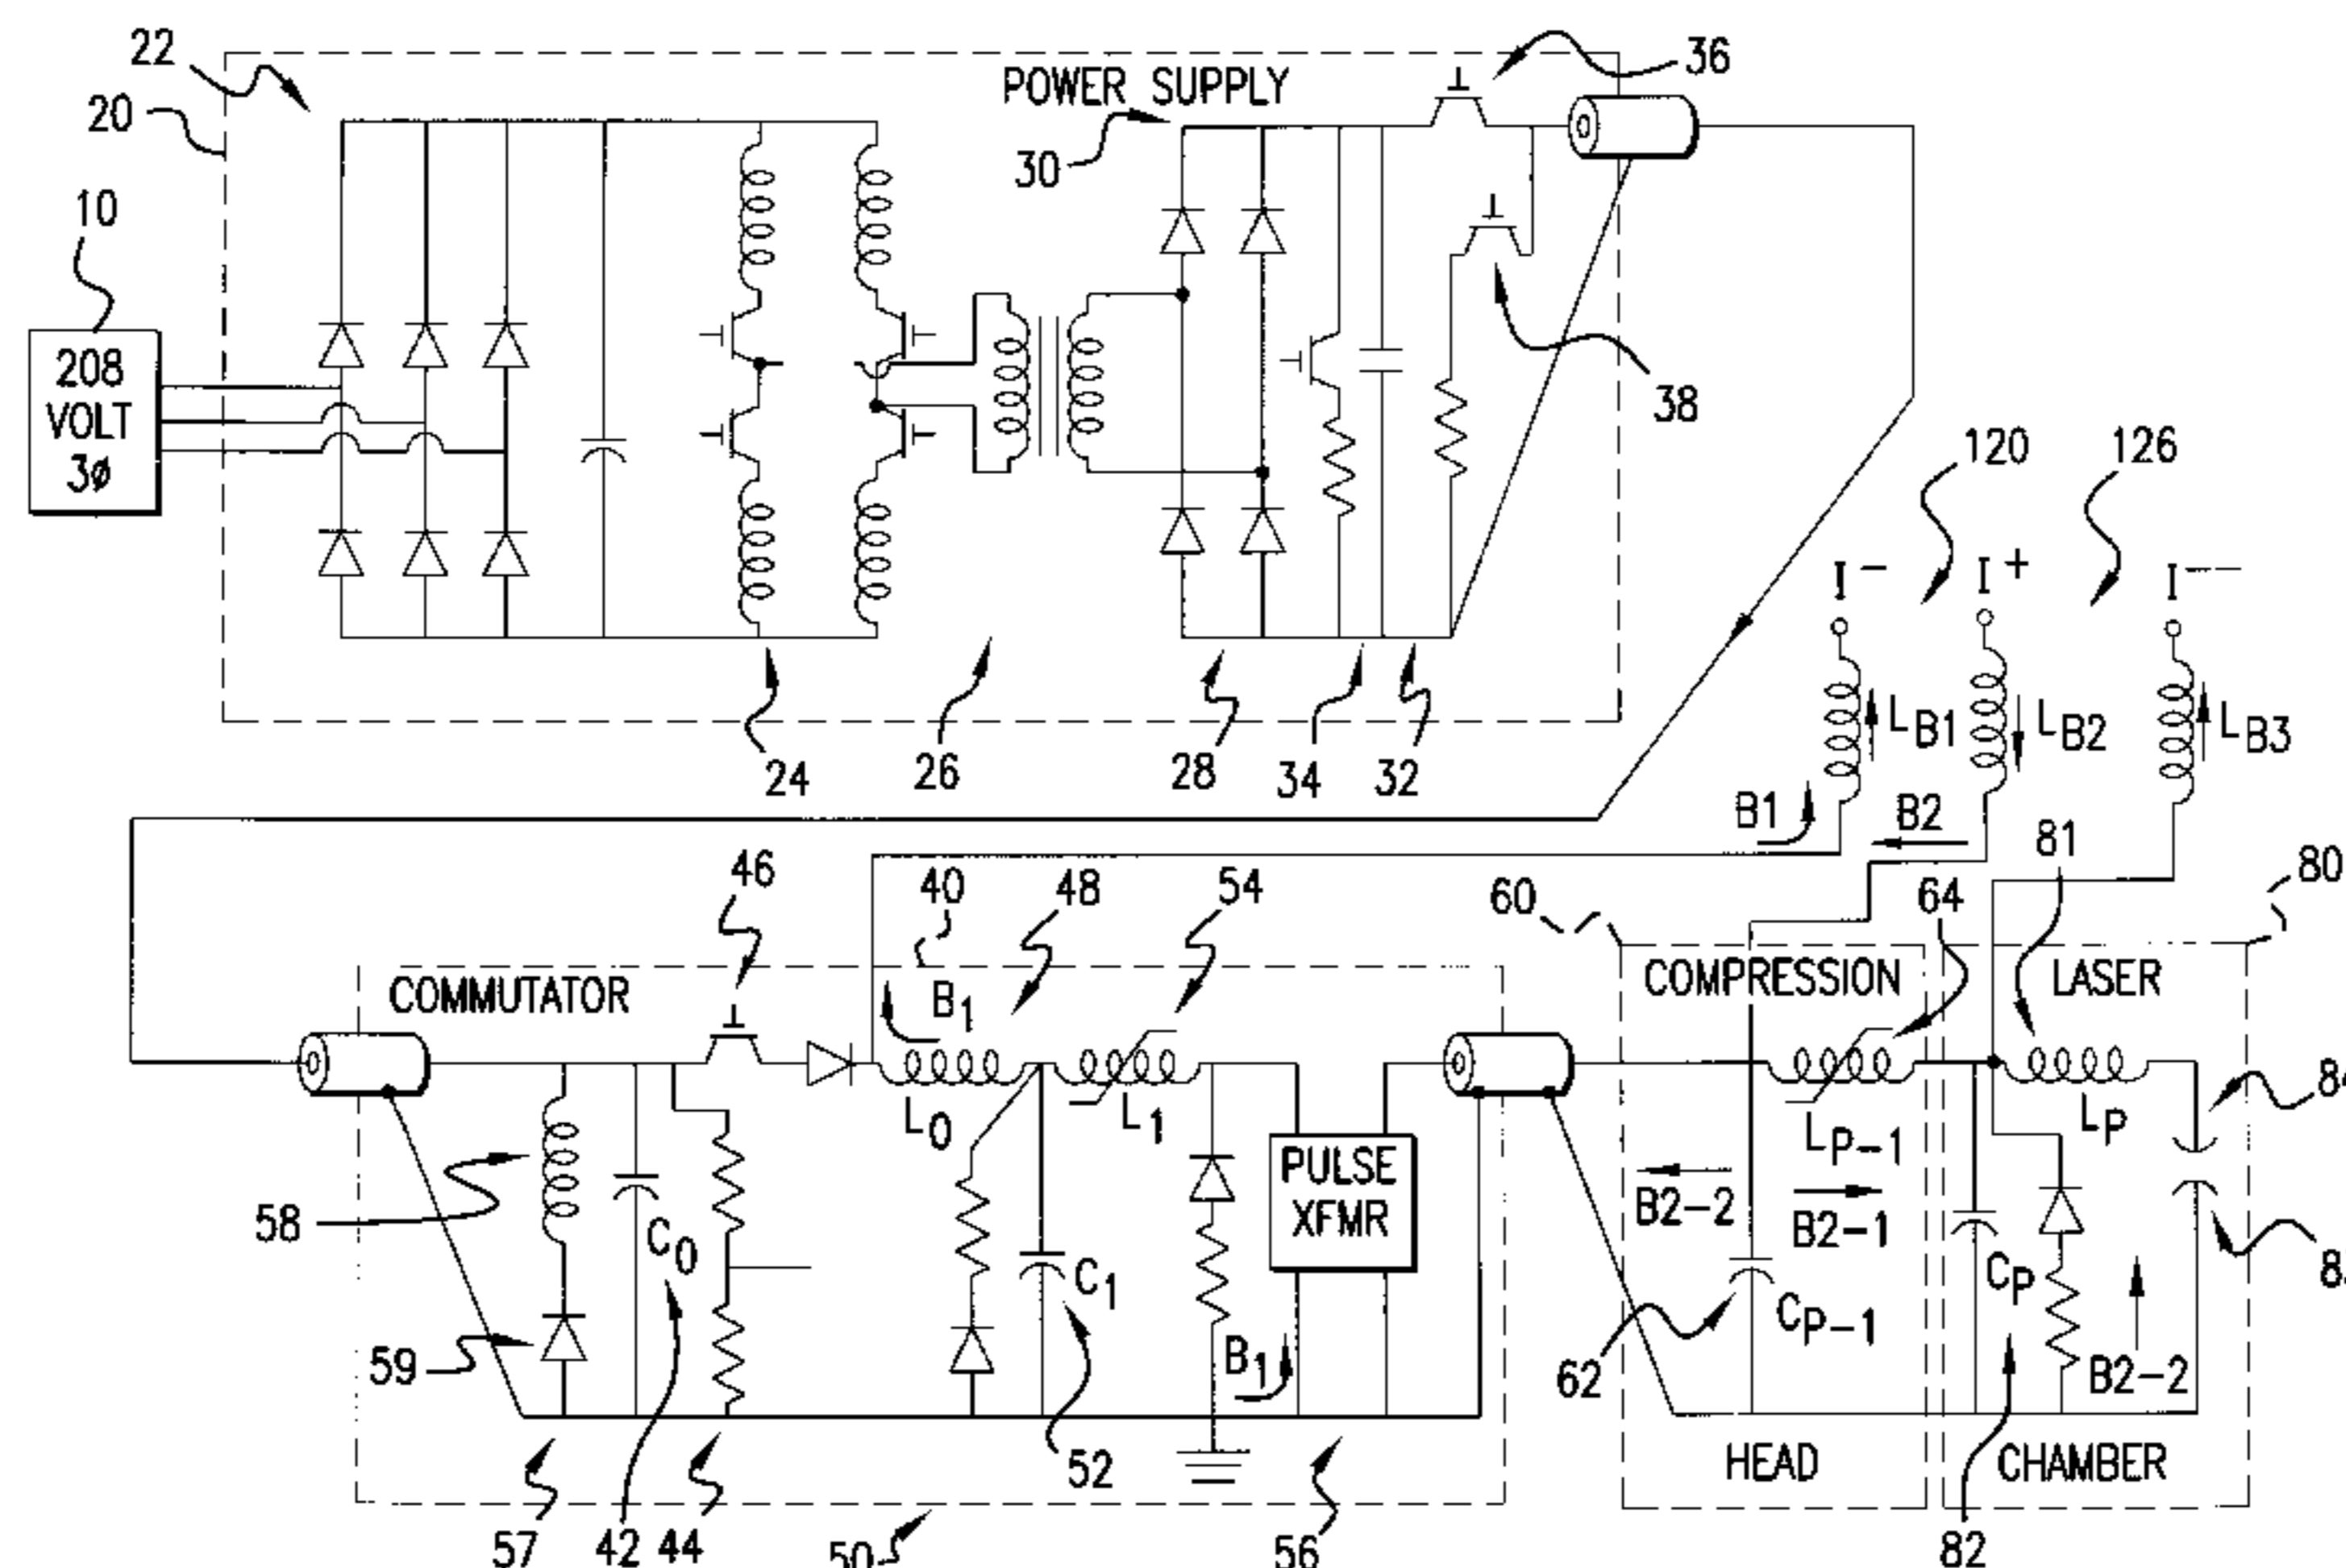 22
20
10
208
VOLT
3ø
POWER SUPPLY
30
36
38
24
26
28
34
32
120
126
I-
I+
I-
LB1
LB2
LB3
B1
B2
81
80
46
40
48
54
60
64
COMMUTATOR
B1
COMPRESSION
LASER
L0
L1
LP-1
LP
PULSE
XFMR
B2-2
B2-1
58
C0
C1
CP-1
CP
59
B1
62
B2-2
52
HEAD
CHAMBER
57
42
44
50
56
82